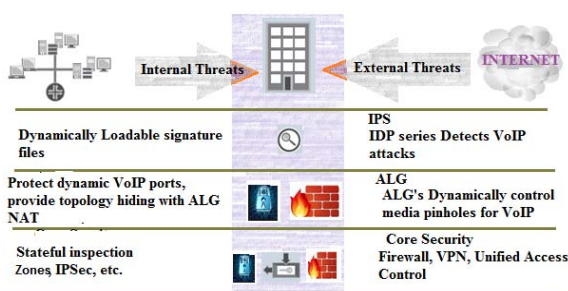 Internal Threats
External Threats
INTERNET
Dynamically Loadable signature
files
IPS
IDP series Detects VoIP
attacks
Protect dynamic VoIP ports,
provide topology hiding with ALG
NAT
ALG
ALG's Dynamically control
media pinholes for VoIP
Stateful inspection
Zones, IPSec, etc.
Core Security
Firewall, VPN, Unified Access
Control